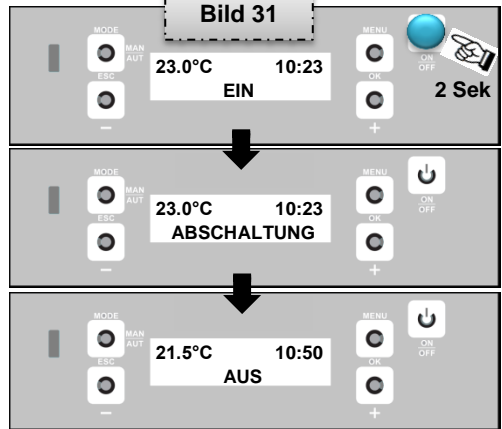 Bild 31
MODE
MAN
AUT
ESC
–
23.0°C 10:23
EIN
MENU
OK
+
ON
OFF
2 Sek
MODE
MAN
AUT
ESC
–
23.0°C 10:23
ABSCHALTUNG
MENU
OK
+
ON
OFF
MODE
MAN
AUT
ESC
–
21.5°C 10:50
AUS
MENU
OK
+
ON
OFF